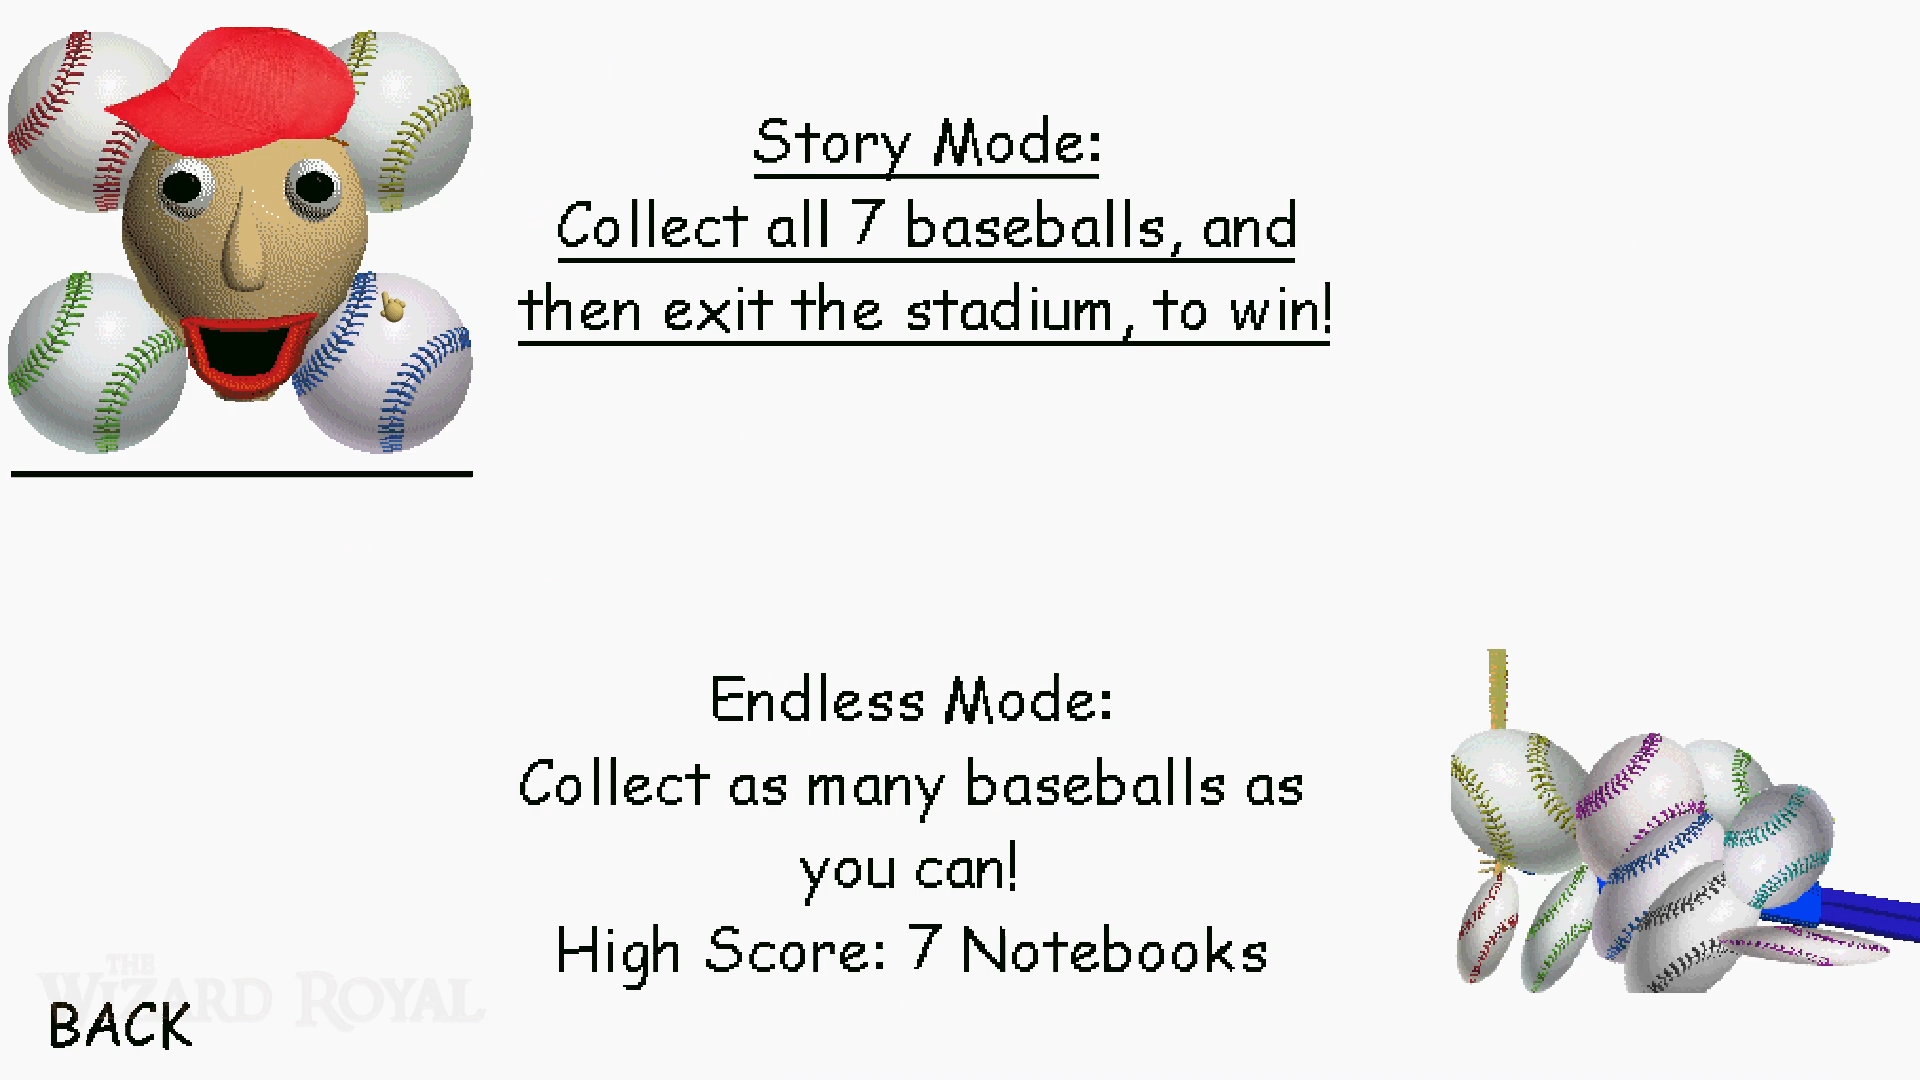 Story Mode:
Collect all 7 baseballs, and
then exit the stadium, to win!
Endless Mode:
Collect as many baseballs as
you can!
High Score: 7 Notebooks
THE
WIZARD ROYAL
BACK